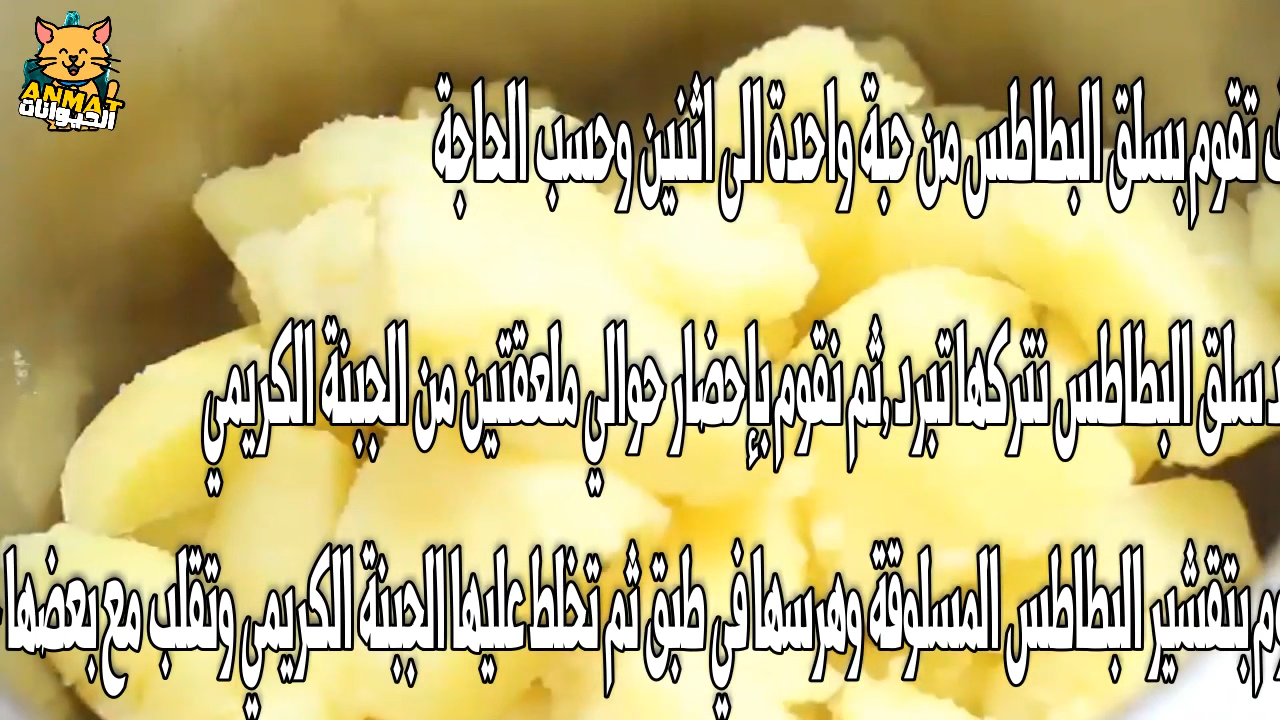 ANMAT
الحيوانات
تقوم بسلق البطاطس من حبة واحدة الى اثنين وحسب الحاجة
سلق البطاطس نتركها تبرد ,ثم نقوم بإحضار حوالي ملعقتين من الجبنة الكريمي
بتقشير البطاطس المسلوقة وهرسها في طبق ثم تخلط عليها الجبنة الكريمي وتقلب مع بعضها